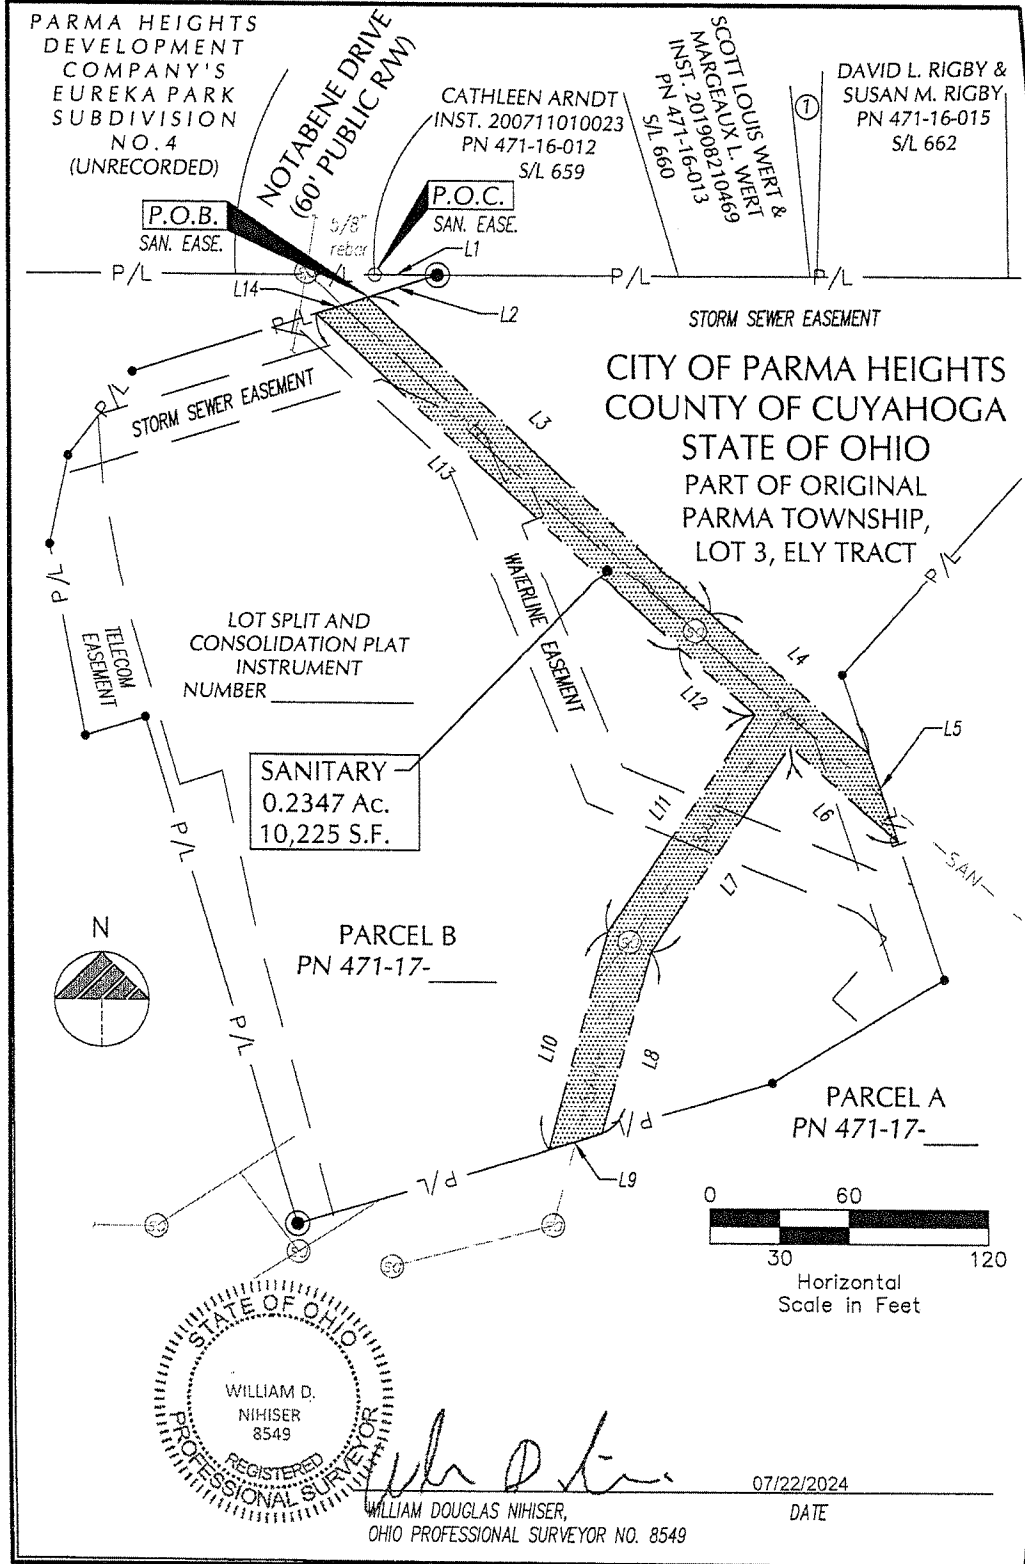 PARMA HEIGHTS
DEVELOPMENT
COMPANY'S
EUREKA PARK
SUBDIVISION
NO.4
(UNRECORDED)
NOTABENE DRIVE
(60' PUBLIC R/W)
CATHLEEN ARNDT
INST. 200711010023
PN 471-16-012
S/L 659
SCOTT LOUIS WERT &
MARGEAUX L. WERT
INST. 201908210469
PN 471-16-013
S/L 660
1
DAVID L. RIGBY &
SUSAN M. RIGBY
PN 471-16-015
S/L 662
P.O.B.
SAN. EASE.
5/8"
rebar
P.O.C.
SAN. EASE.
L1
P/L
P/L
P/L
P/L
L14
L2
P/L
STORM SEWER EASEMENT
STORM SEWER EASEMENT
P/L
CITY OF PARMA HEIGHTS
COUNTY OF CUYAHOGA
STATE OF OHIO
PART OF ORIGINAL
PARMA TOWNSHIP,
LOT 3, ELY TRACT
L3
L13
P/L
P/L
WATERLINE EASEMENT
TELECOM
EASEMENT
LOT SPLIT AND
CONSOLIDATION PLAT
INSTRUMENT
NUMBER
L4
L12
L5
SANITARY
0.2347 Ac.
10,225 S.F.
L11
L6
L7
SAN
P/L
N
PARCEL B
PN 471-17-
P/L
L10
L8
PARCEL A
PN 471-17-
P/L
P/L
L9
0
60
30
120
Horizontal
Scale in Feet
STATE OF OHIO
WILLIAM D.
NIHISER
8549
REGISTERED
PROFESSIONAL SURVEYOR
07/22/2024
WILLIAM DOUGLAS NIHISER,
OHIO PROFESSIONAL SURVEYOR NO. 8549
DATE